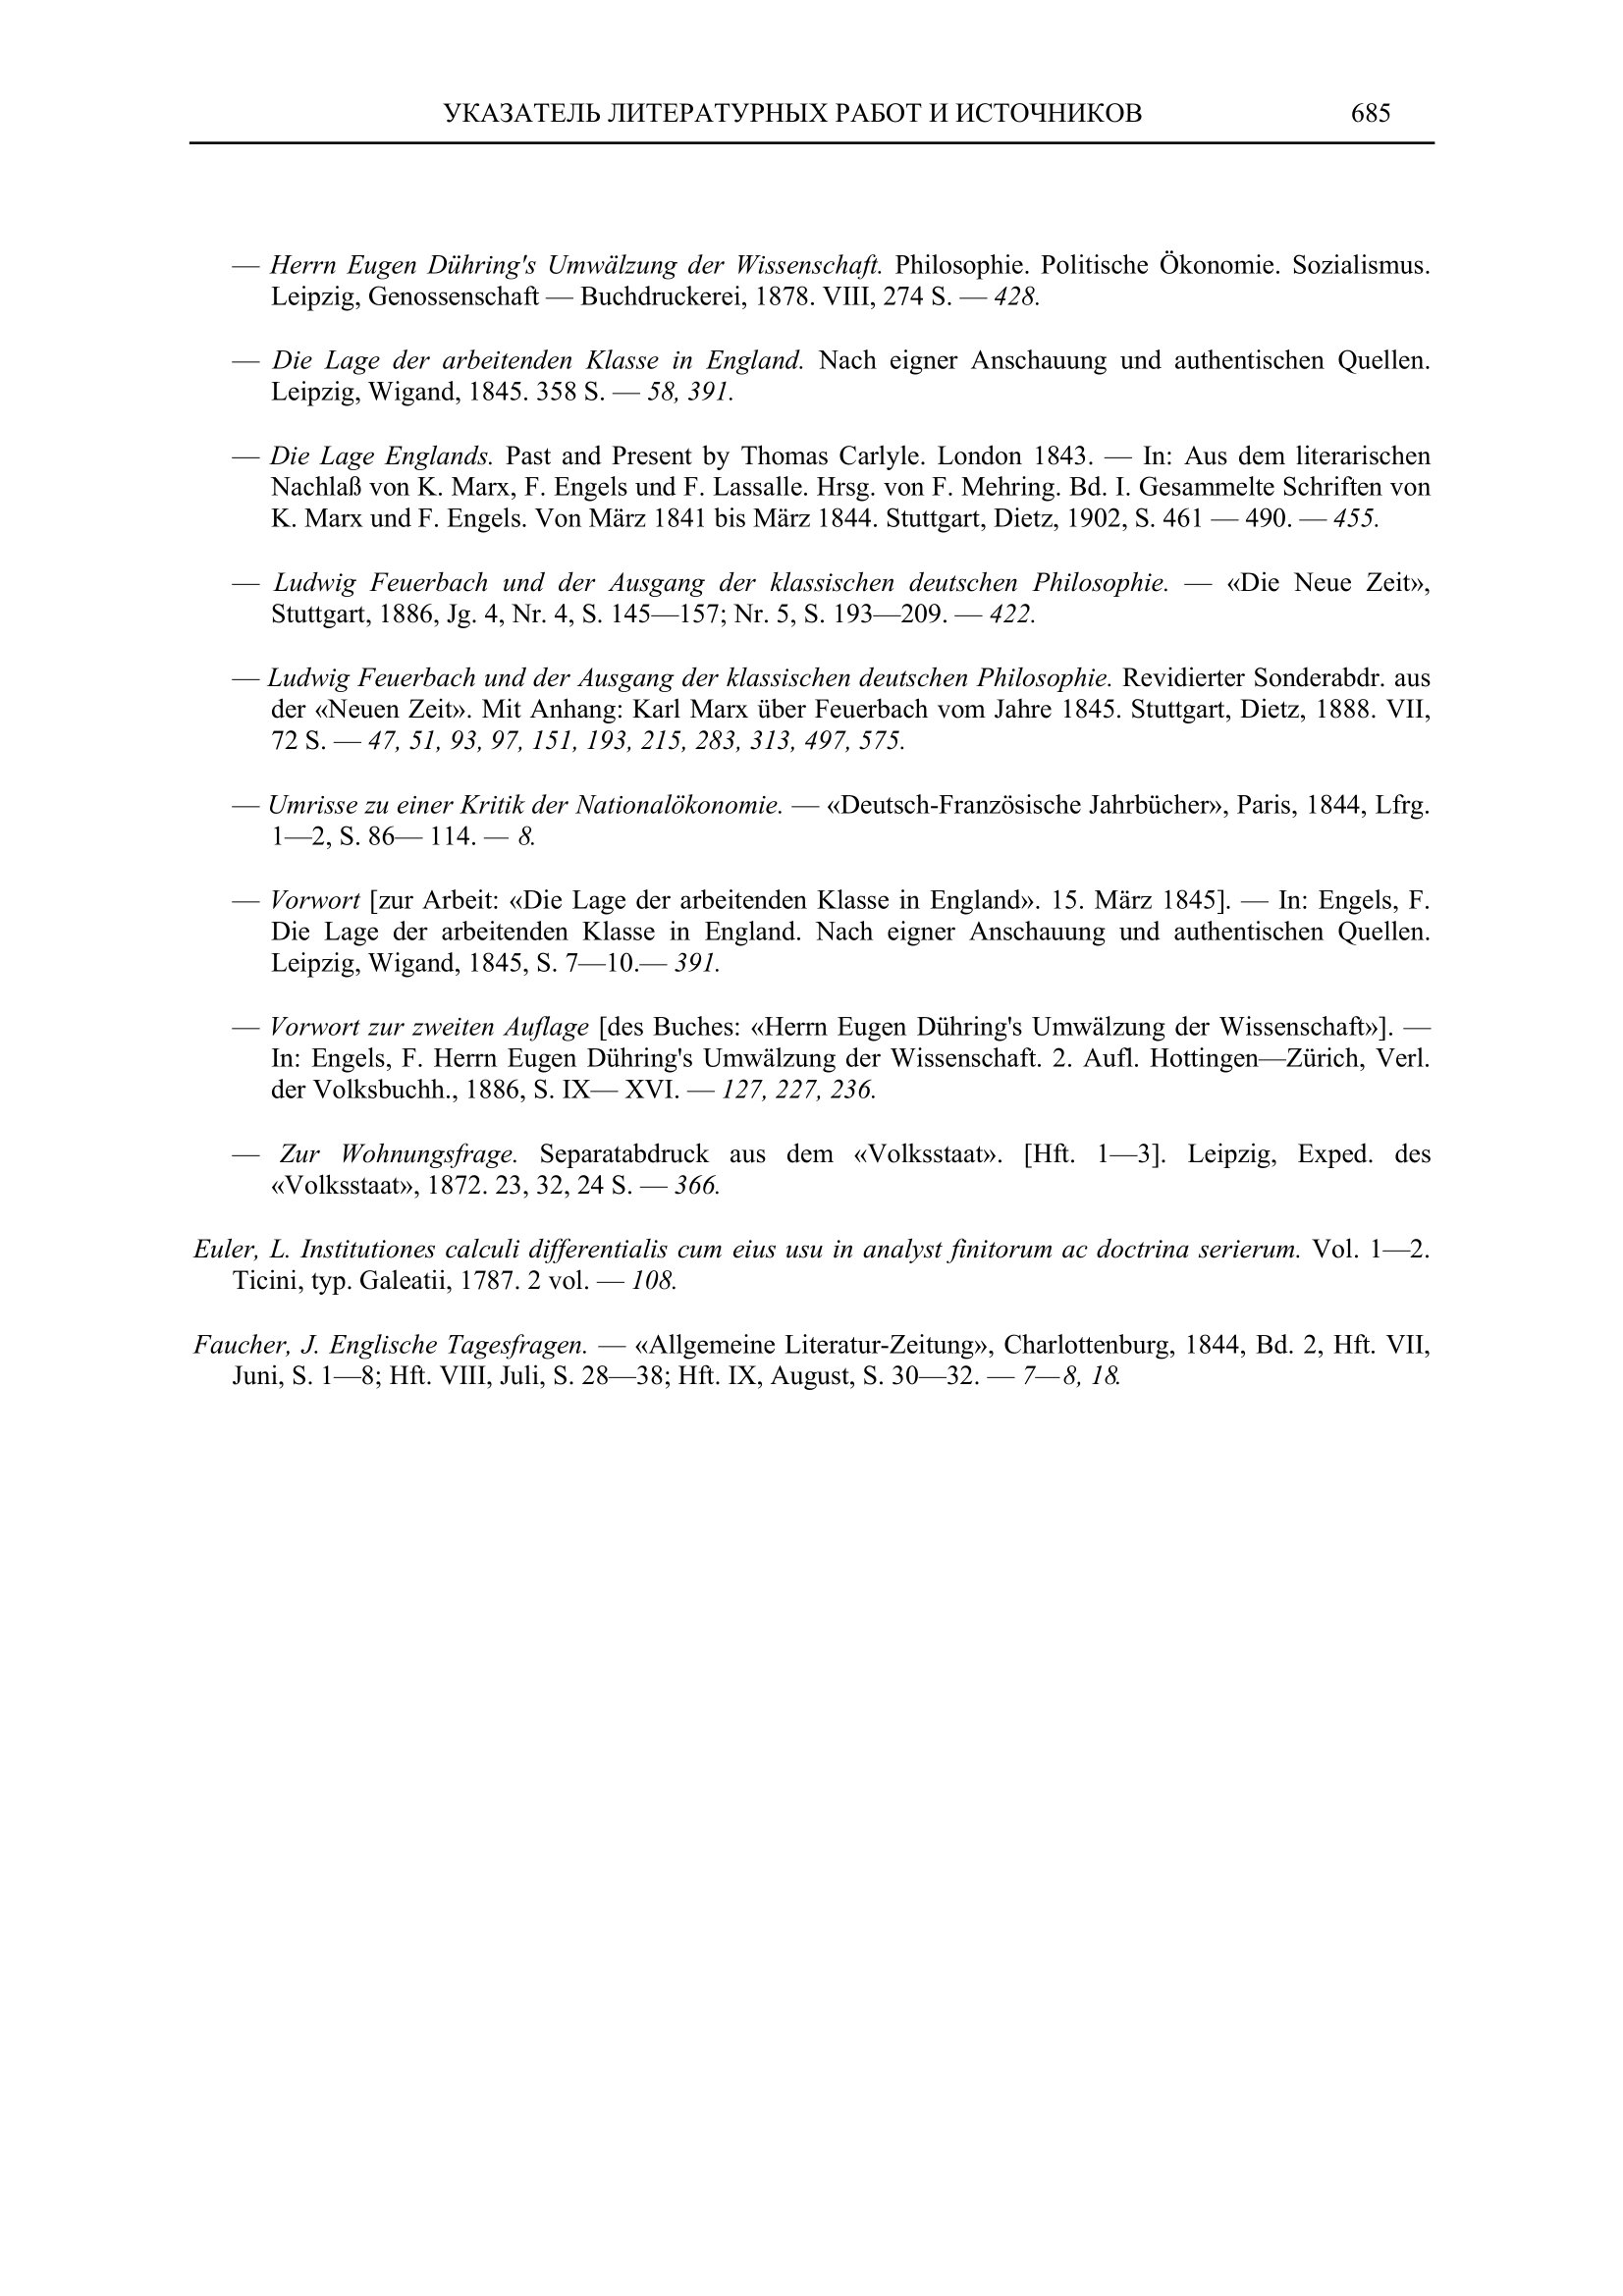 УКАЗАТЕЛЬ ЛИТЕРАТУРНЫХ РАБОТ И ИСТОЧНИКОВ 685
— Herrn Eugen Dühring's Umwälzung der Wissenschaft. Philosophie. Politische Ökonomie. Sozialismus.
Leipzig, Genossenschaft — Buchdruckerei, 1878. VIII, 274 S. — 428.
— Die Lage der arbeitenden Klasse in England. Nach eigner Anschauung und authentischen Quellen.
Leipzig, Wigand, 1845. 358 S. — 58, 391.
— Die Lage Englands. Past and Present by Thomas Carlyle. London 1843. — In: Aus dem literarischen
Nachlaß von K. Marx, F. Engels und F. Lassalle. Hrsg. von F. Mehring. Bd. I. Gesammelte Schriften von
K. Marx und F. Engels. Von März 1841 bis März 1844. Stuttgart, Dietz, 1902, S. 461 — 490. — 455.
— Ludwig Feuerbach und der Ausgang der klassischen deutschen Philosophie. — «Die Neue Zeit»,
Stuttgart, 1886, Jg. 4, Nr. 4, S. 145—157; Nr. 5, S. 193—209. — 422.
— Ludwig Feuerbach und der Ausgang der klassischen deutschen Philosophie. Revidierter Sonderabdr. aus
der «Neuen Zeit». Mit Anhang: Karl Marx über Feuerbach vom Jahre 1845. Stuttgart, Dietz, 1888. VII,
72 S. — 47, 51, 93, 97, 151, 193, 215, 283, 313, 497, 575.
— Umrisse zu einer Kritik der Nationalökonomie. — «Deutsch-Französische Jahrbücher», Paris, 1844, Lfrg.
1—2, S. 86— 114. — 8.
— Vorwort [zur Arbeit: «Die Lage der arbeitenden Klasse in England». 15. März 1845]. — In: Engels, F.
Die Lage der arbeitenden Klasse in England. Nach eigner Anschauung und authentischen Quellen.
Leipzig, Wigand, 1845, S. 7—10.— 391.
— Vorwort zur zweiten Auflage [des Buches: «Herrn Eugen Dühring's Umwälzung der Wissenschaft»]. —
In: Engels, F. Herrn Eugen Dühring's Umwälzung der Wissenschaft. 2. Aufl. Hottingen—Zürich, Verl.
der Volksbuchh., 1886, S. IX— XVI. — 127, 227, 236.
— Zur Wohnungsfrage. Separatabdruck aus dem «Volksstaat». [Hft. 1—3]. Leipzig, Exped. des
«Volksstaat», 1872. 23, 32, 24 S. — 366.
Euler, L. Institutiones calculi differentialis cum eius usu in analyst finitorum ac doctrina serierum. Vol. 1—2.
Ticini, typ. Galeatii, 1787. 2 vol. — 108.
Faucher, J. Englische Tagesfragen. — «Allgemeine Literatur-Zeitung», Charlottenburg, 1844, Bd. 2, Hft. VII,
Juni, S. 1—8; Hft. VIII, Juli, S. 28—38; Hft. IX, August, S. 30—32. — 7—8, 18.